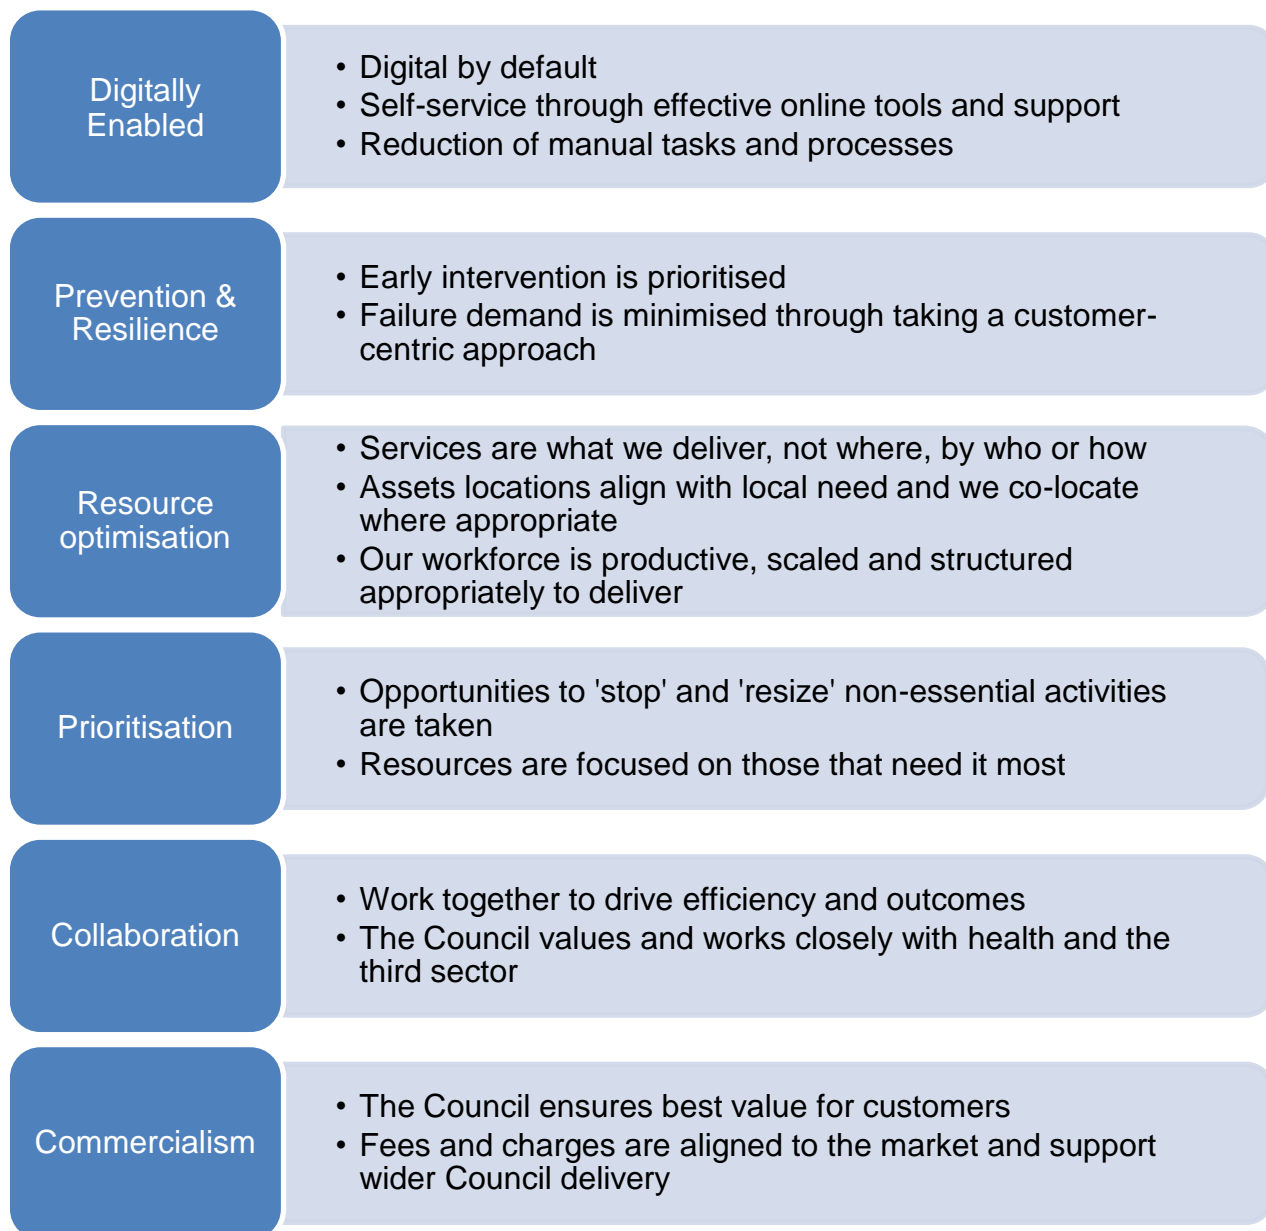 Digitally
Enabled
• Digital by default
• Self-service through effective online tools and support
• Reduction of manual tasks and processes
Prevention &
Resilience
• Early intervention is prioritised
• Failure demand is minimised through taking a customer-
centric approach
Resource
optimisation
• Services are what we deliver, not where, by who or how
• Assets locations align with local need and we co-locate
where appropriate
• Our workforce is productive, scaled and structured
appropriately to deliver
Prioritisation
• Opportunities to 'stop' and 'resize' non-essential activities
are taken
• Resources are focused on those that need it most
Collaboration
• Work together to drive efficiency and outcomes
• The Council values and works closely with health and the
third sector
Commercialism
• The Council ensures best value for customers
• Fees and charges are aligned to the market and support
wider Council delivery